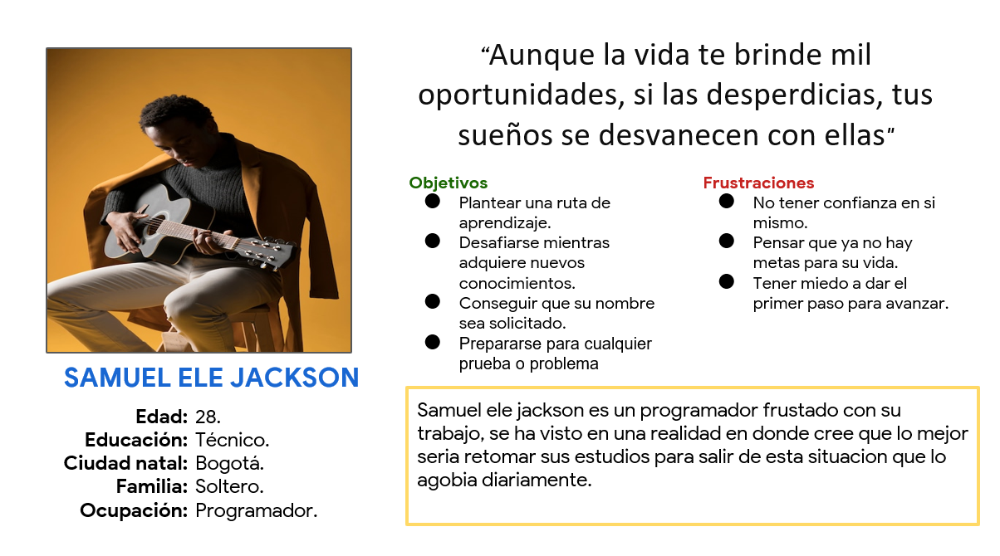 “Aunque la vida te brinde mil
oportunidades, si las desperdicias, tus
sueños se desvanecen con ellas”
Objetivos
● Plantear una ruta de
aprendizaje.
● Desafiarse mientras
adquiere nuevos
conocimientos.
● Conseguir que su nombre
sea solicitado.
● Prepararse para cualquier
prueba o problema
Frustraciones
● No tener confianza en si
mismo.
● Pensar que ya no hay
metas para su vida.
● Tener miedo a dar el
primer paso para avanzar.
SAMUEL ELE JACKSON
Edad: 28.
Educación: Técnico.
Ciudad natal: Bogotá.
Familia: Soltero.
Ocupación: Programador.
Samuel ele jackson es un programador frustado con su
trabajo, se ha visto en una realidad en donde cree que lo mejor
seria retomar sus estudios para salir de esta situacion que lo
agobia diariamente.